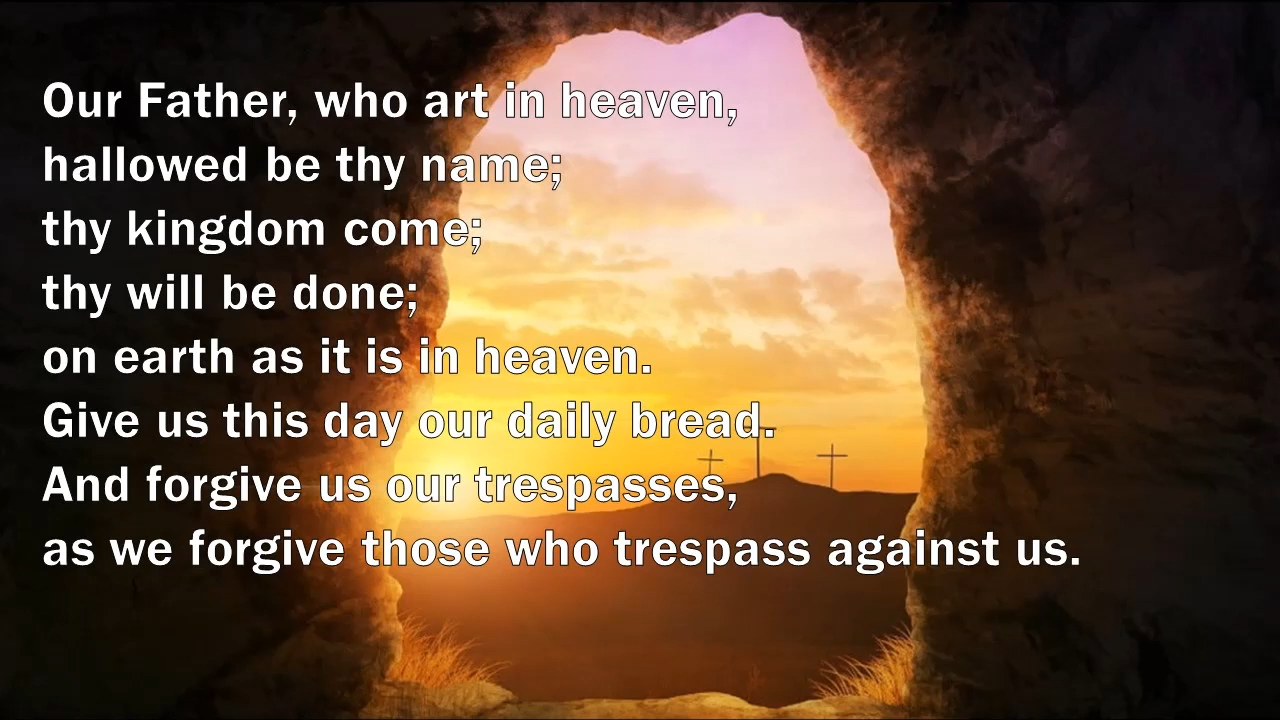 Our Father, who art in heaven,
hallowed be thy name;
thy kingdom come;
thy will be done;
on earth as it is in heaven.
Give us this day our daily bread.
And forgive us our trespasses,
as we forgive those who trespass against us.